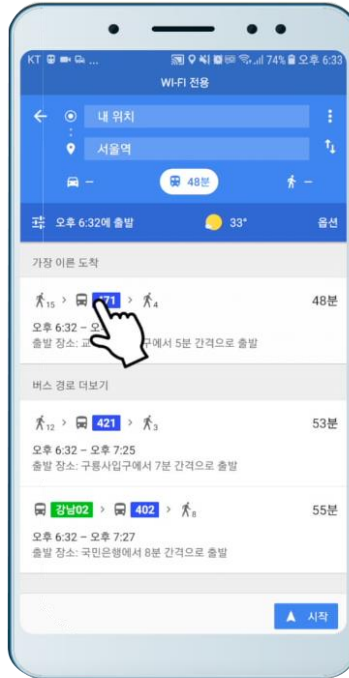 KT ... 74% 오후 6:33
WI-FI 전용
내 위치
서울역
– 48분 –
오후 6:32에 출발 33° 옵션
가장 이른 도착
15 > 471 > 4 48분
오후 6:32 – 오
출발 장소: 교 구에서 5분 간격으로 출발
버스 경로 더보기
12 > 421 > 3 53분
오후 6:32 – 오후 7:25
출발 장소: 구룡사입구에서 7분 간격으로 출발
강남02 > 402 > 8 55분
오후 6:32 – 오후 7:27
출발 장소: 국민은행에서 8분 간격으로 출발
시작